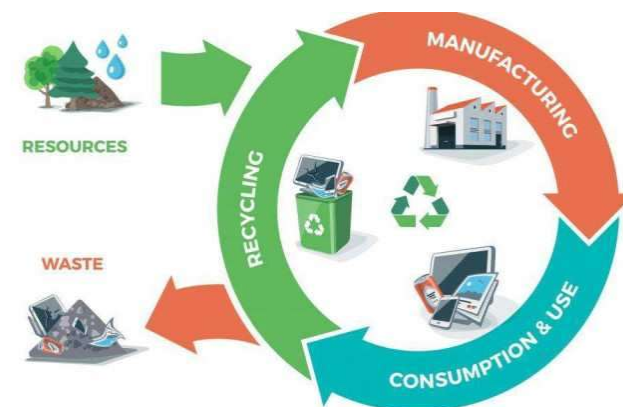 RESOURCES
MANUFACTURING
RECYCLING
WASTE
CONSUMPTION & USE